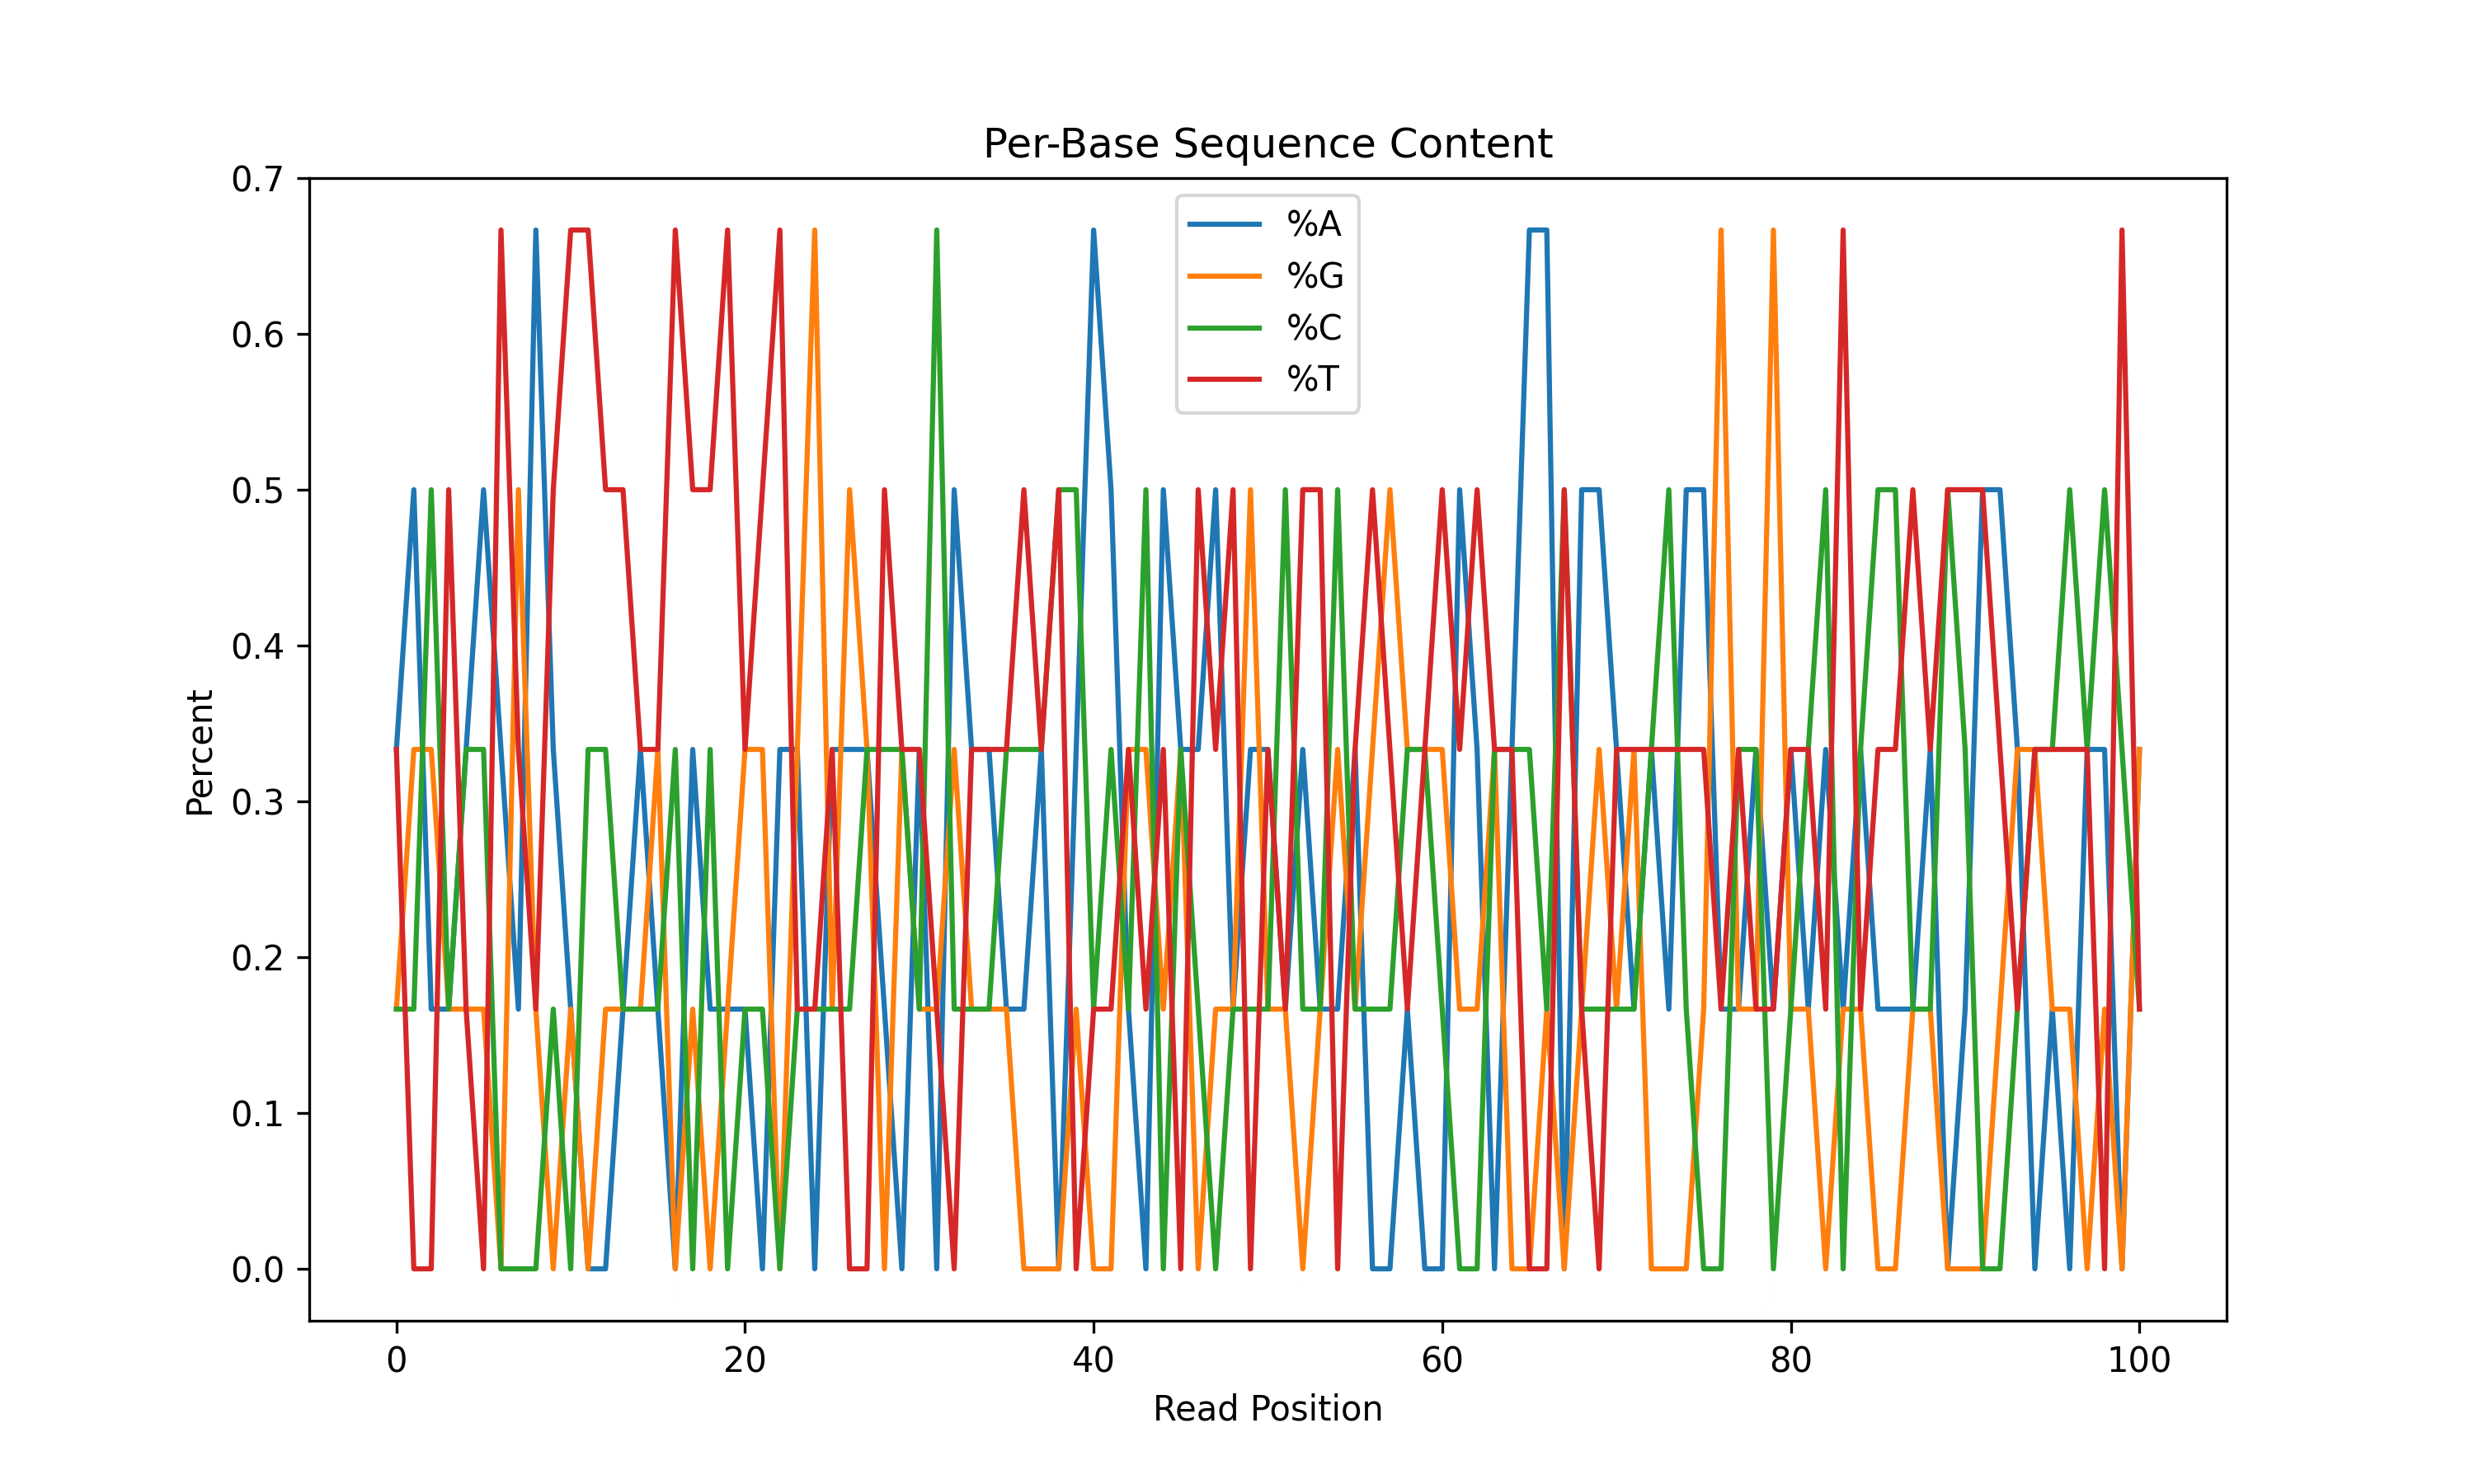 Per-Base Sequence Content
0.7
0.6
0.5
0.4
0.3
0.2
0.1
0.0
Percent
%A
%G
%C
%T
0 20 40 60 80 100
Read Position